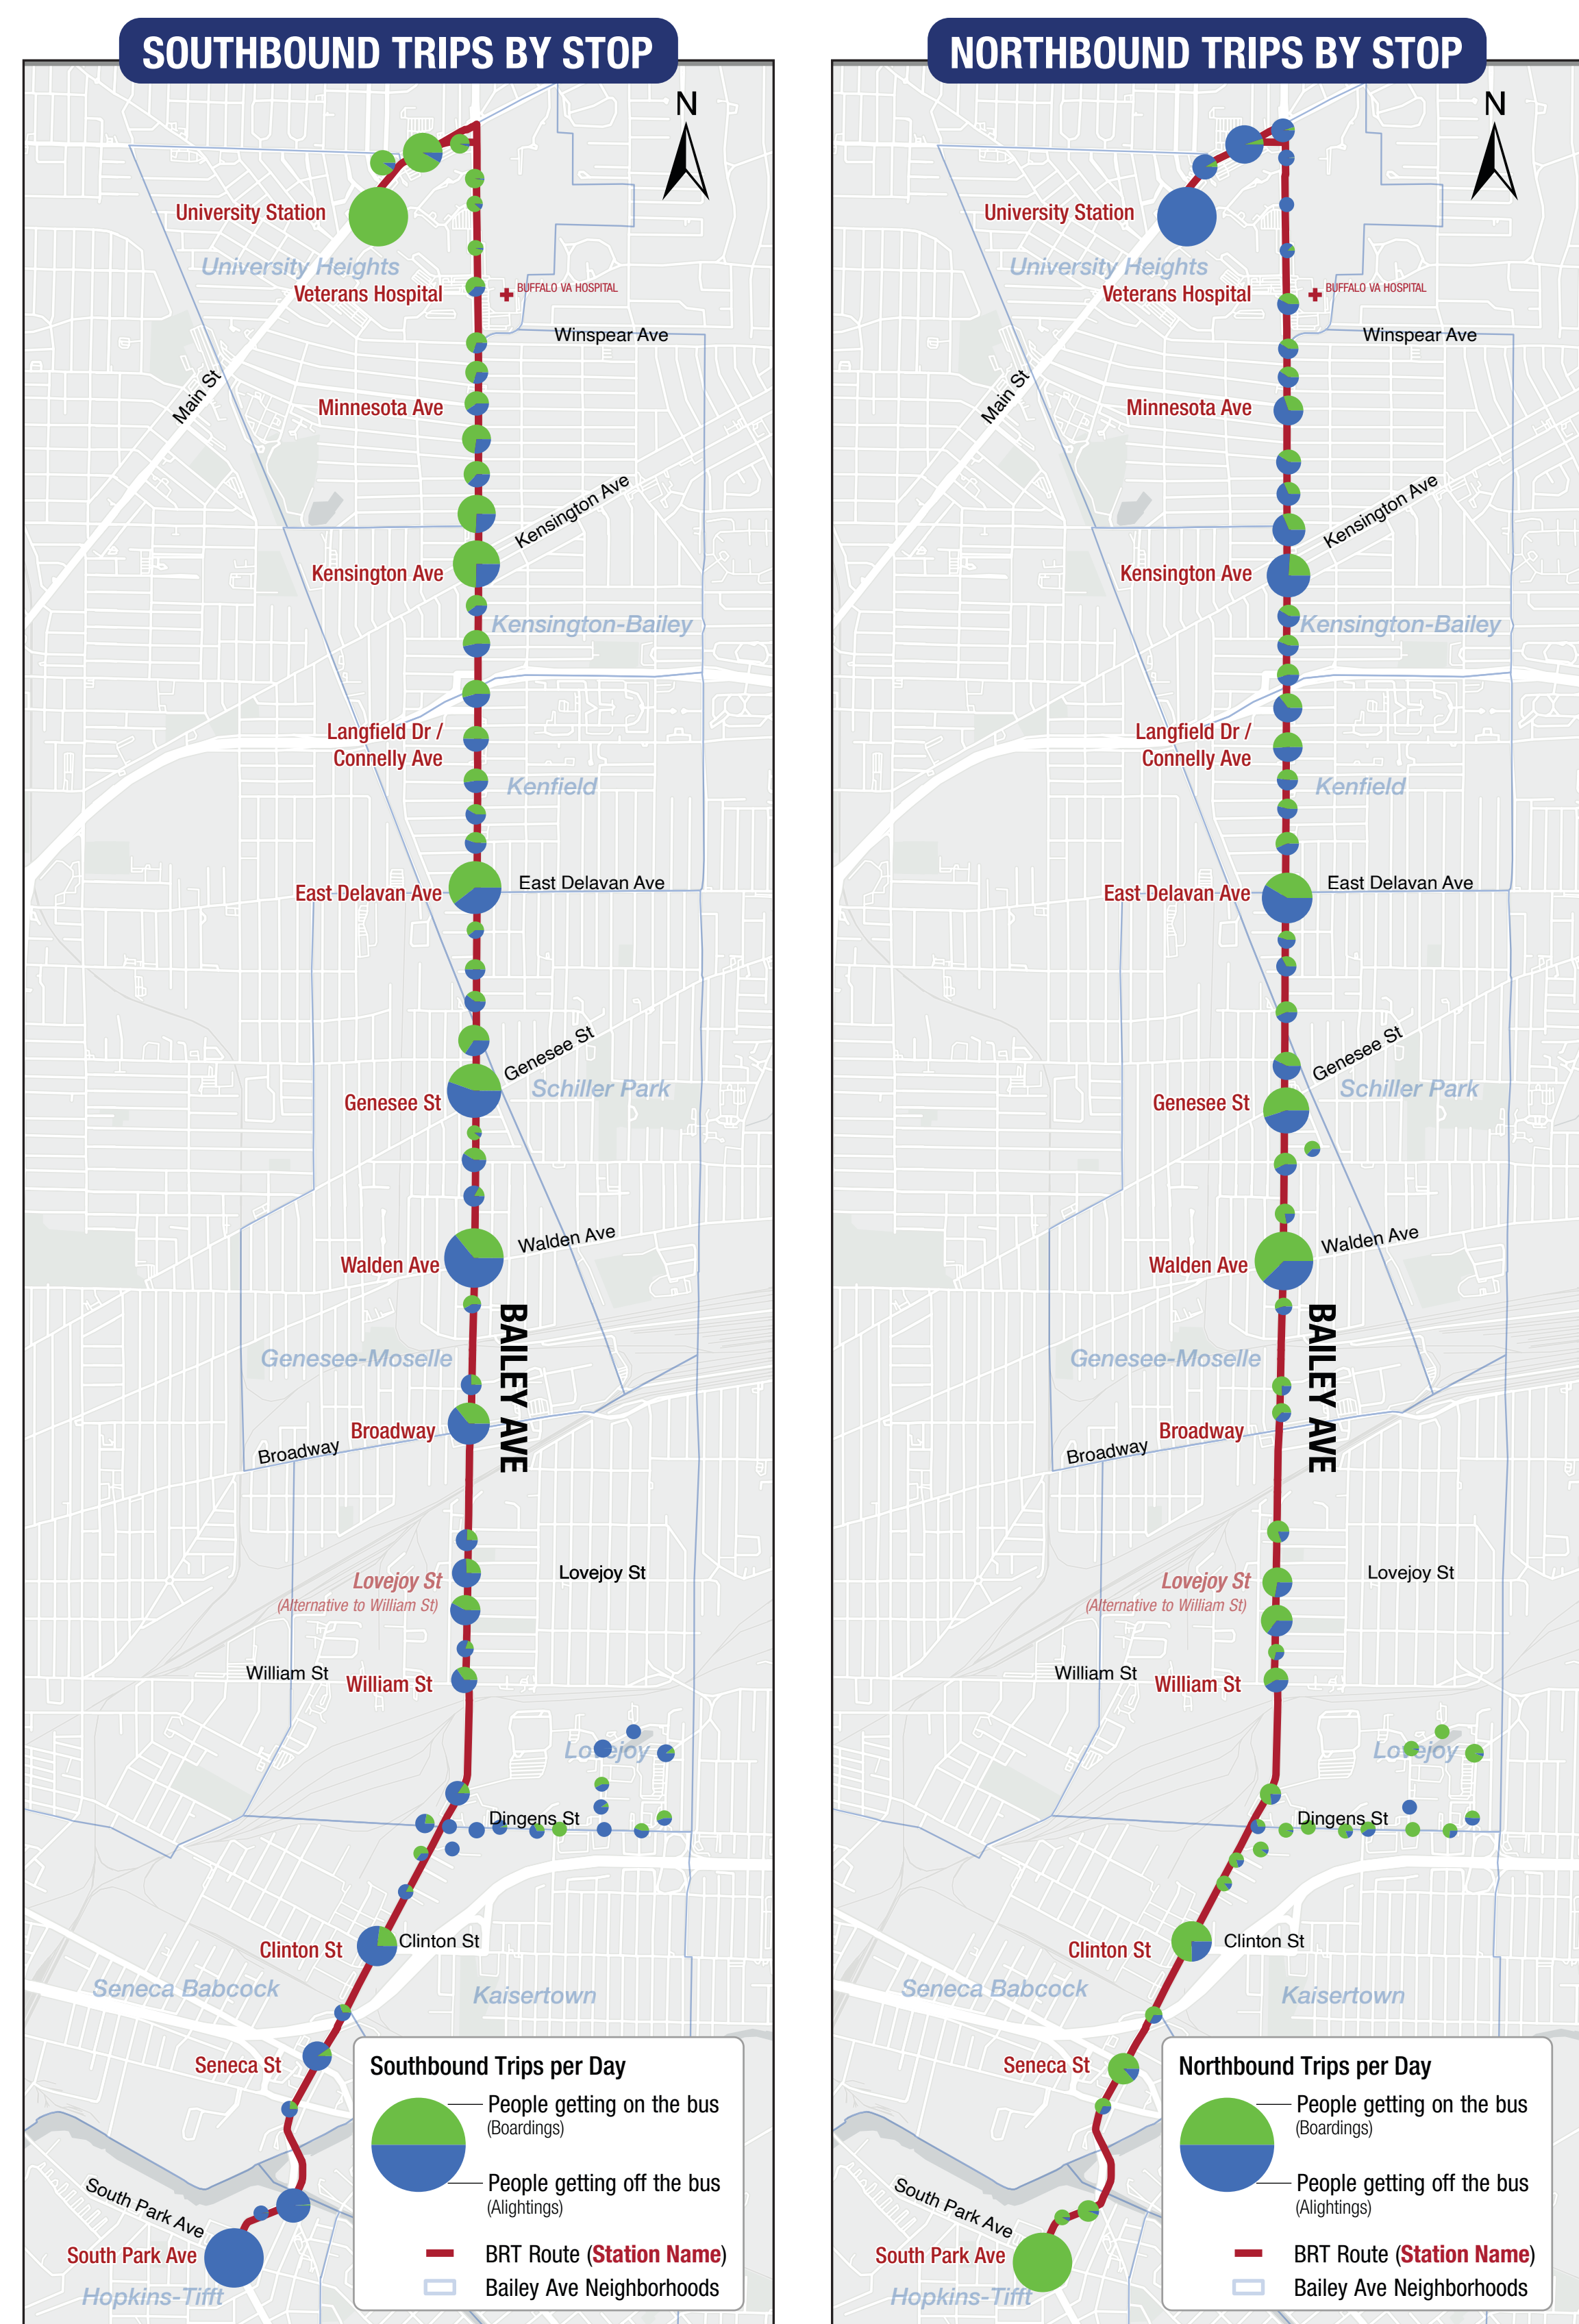 SOUTHBOUND TRIPS BY STOP
N
University Station
University Heights
Veterans Hospital
BUFFALO VA HOSPITAL
Winspear Ave
Main St
Minnesota Ave
Kensington Ave
Kensington Ave
Kensington-Bailey
Langfield Dr /
Connelly Ave
Kenfield
East Delavan Ave
East Delavan Ave
Genesee St
Schiller Park
Genesee St
Walden Ave
Walden Ave
BAILEY AVE
Genesee-Moselle
Broadway
Broadway
Lovejoy St
Lovejoy St
(Alternative to William St)
William St
William St
Lovejoy
Dingens St
Clinton St
Clinton St
Seneca Babcock
Kaisertown
Seneca St
South Park Ave
South Park Ave
Hopkins-Tifft
Southbound Trips per Day
People getting on the bus
(Boardings)
People getting off the bus
(Alightings)
BRT Route (Station Name)
Bailey Ave Neighborhoods
NORTHBOUND TRIPS BY STOP
N
University Station
University Heights
Veterans Hospital
BUFFALO VA HOSPITAL
Winspear Ave
Main St
Minnesota Ave
Kensington Ave
Kensington Ave
Kensington-Bailey
Langfield Dr /
Connelly Ave
Kenfield
East Delavan Ave
East Delavan Ave
Genesee St
Schiller Park
Genesee St
Walden Ave
Walden Ave
BAILEY AVE
Genesee-Moselle
Broadway
Broadway
Lovejoy St
Lovejoy St
(Alternative to William St)
William St
William St
Lovejoy
Dingens St
Clinton St
Clinton St
Seneca Babcock
Kaisertown
Seneca St
South Park Ave
South Park Ave
Hopkins-Tifft
Northbound Trips per Day
People getting on the bus
(Boardings)
People getting off the bus
(Alightings)
BRT Route (Station Name)
Bailey Ave Neighborhoods